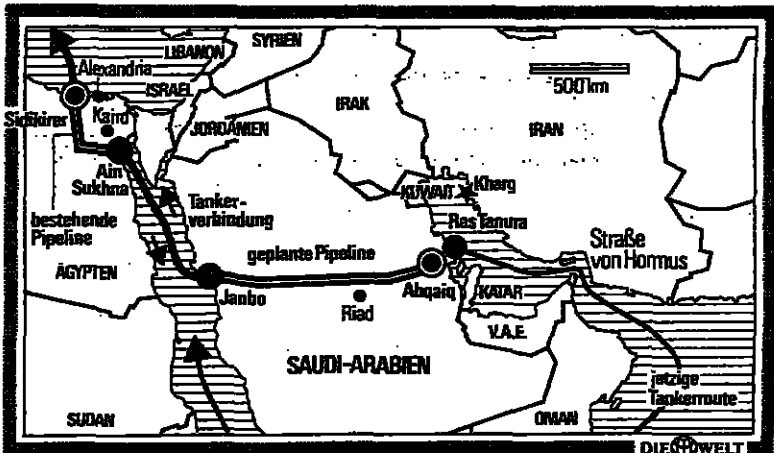 SYRIEN
LIBANON
Alexandria
ISRAEL
500 km
Sidikirer
Kairo
IRAK
IRAN
JORDANIEN
Ain
Sukhna
KUWAIT
Kharg
Tanker-
verbindung
Ras Tanura
bestehende
Pipeline
Straße
von Hormus
geplante Pipeline
ÄGYPTEN
Janbo
Abqaiq
KATAR
Riad
V.A.E.
SAUDI-ARABIEN
jetzige
Tankerroute
SUDAN
OMAN
DIE WELT